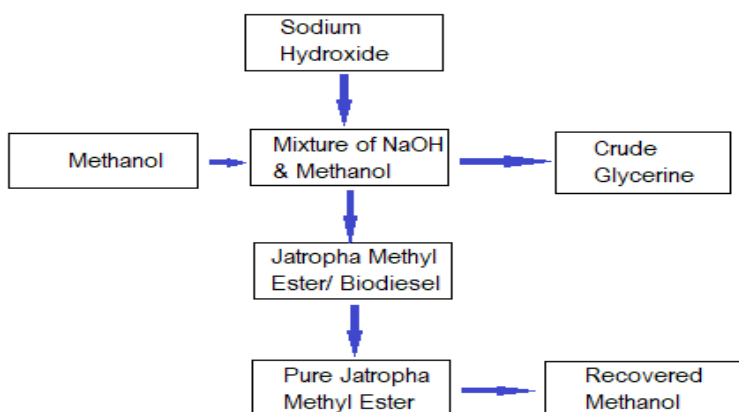 Sodium
Hydroxide
Methanol
Mixture of NaOH
& Methanol
Crude
Glycerine
Jatropha Methyl
Ester/ Biodiesel
Pure Jatropha
Methyl Ester
Recovered
Methanol